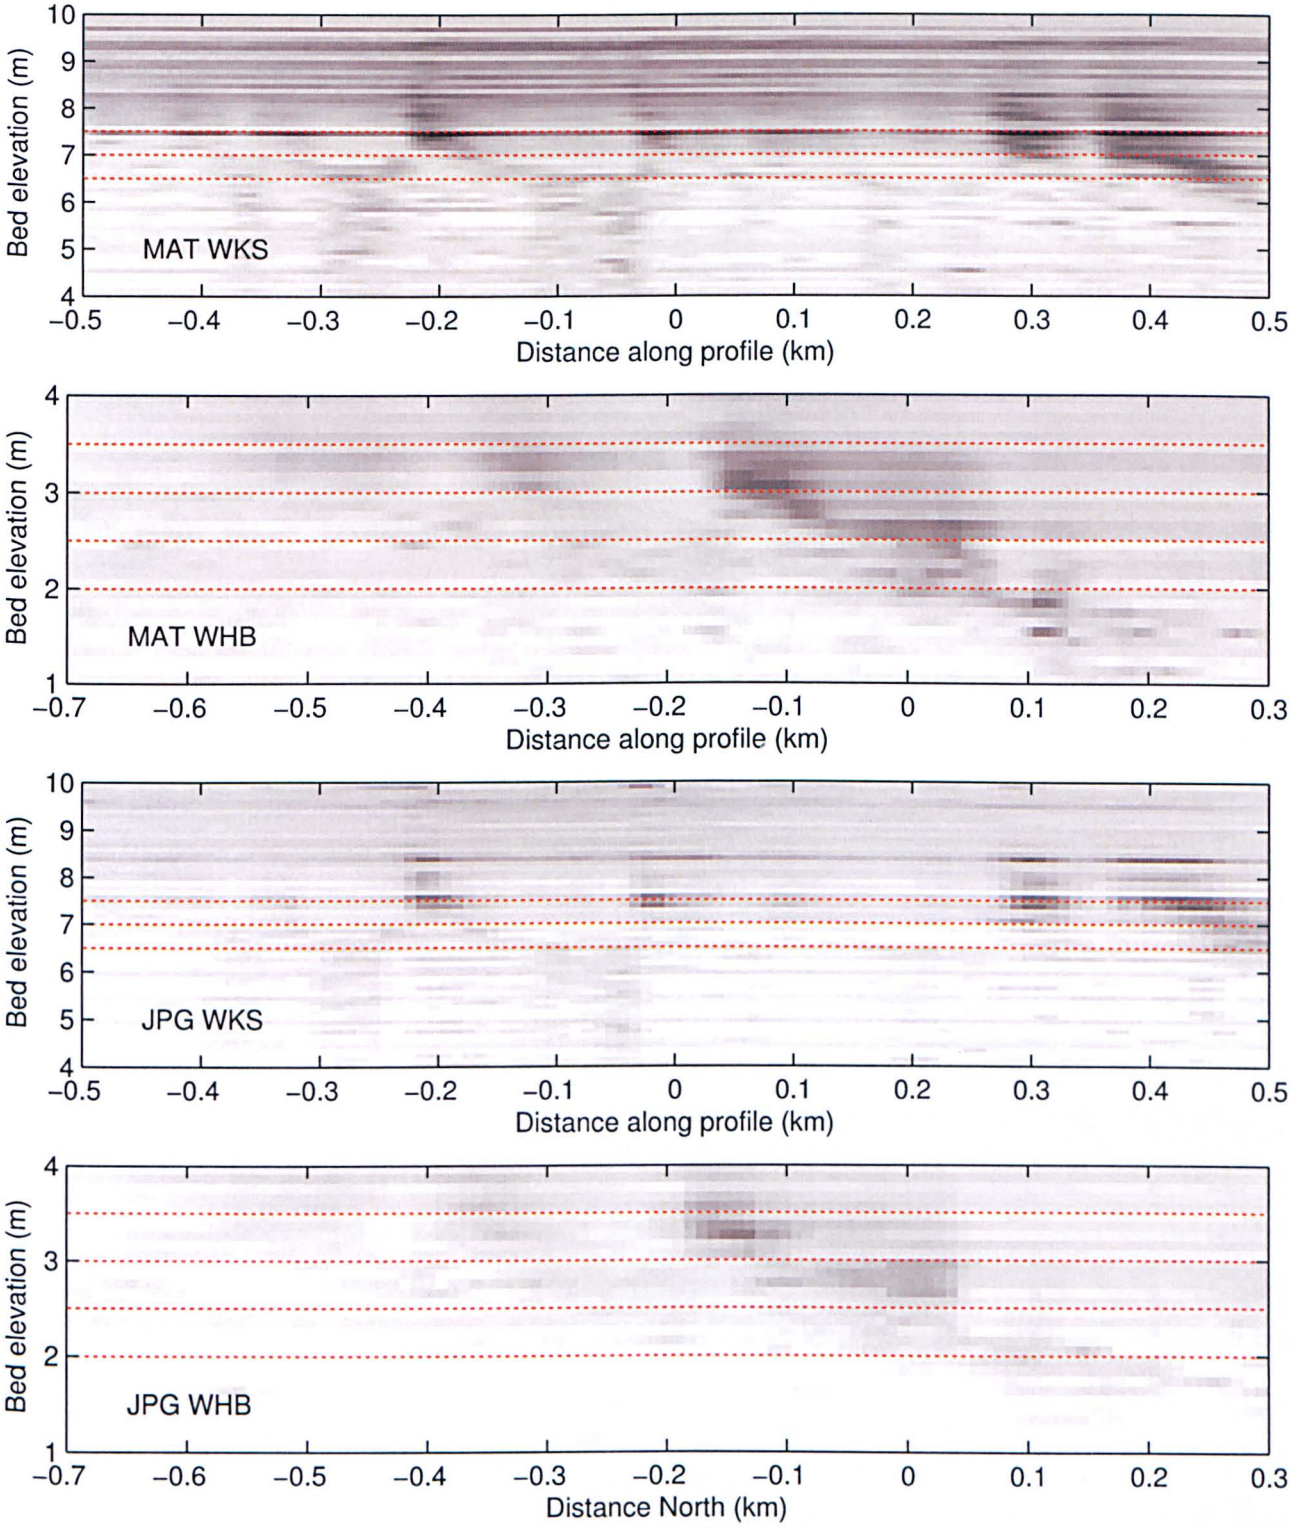 Bed elevation (m)
10
9
8
7
6
5
4
MAT WKS
−0.5 −0.4 −0.3 −0.2 −0.1 0 0.1 0.2 0.3 0.4 0.5
Distance along profile (km)
Bed elevation (m)
4
3
2
1
MAT WHB
−0.7 −0.6 −0.5 −0.4 −0.3 −0.2 −0.1 0 0.1 0.2 0.3
Distance along profile (km)
Bed elevation (m)
10
9
8
7
6
5
4
JPG WKS
−0.5 −0.4 −0.3 −0.2 −0.1 0 0.1 0.2 0.3 0.4 0.5
Distance along profile (km)
Bed elevation (m)
4
3
2
1
JPG WHB
−0.7 −0.6 −0.5 −0.4 −0.3 −0.2 −0.1 0 0.1 0.2 0.3
Distance North (km)